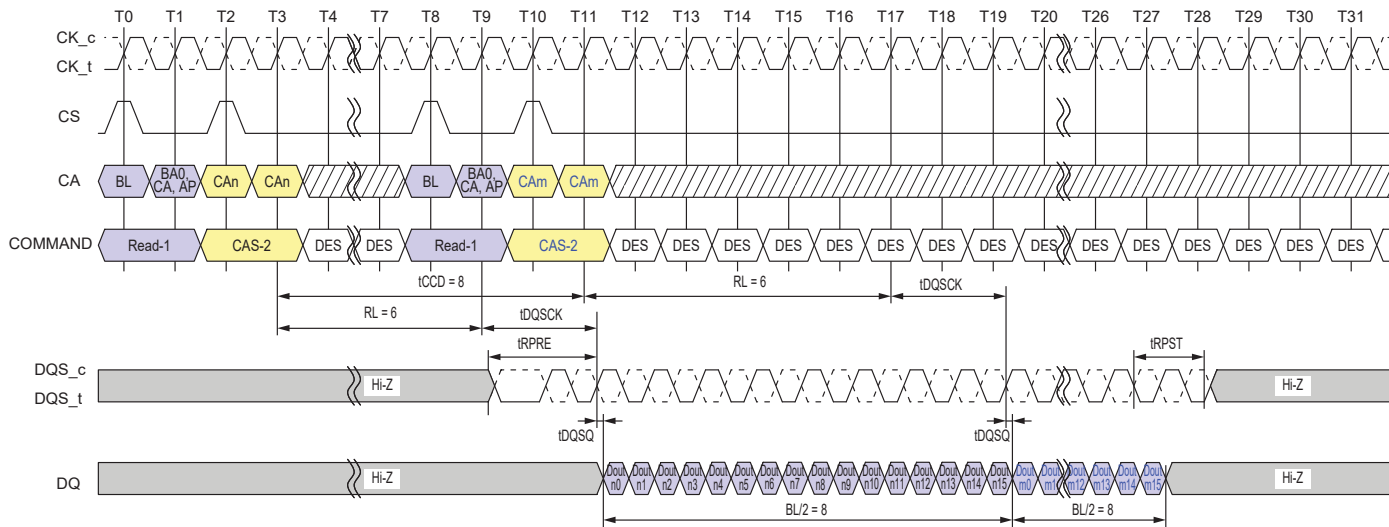 T0 T1 T2 T3 T4 T7 T8 T9 T10 T11 T12 T13 T14 T15 T16 T17 T18 T19 T20 T26 T27 T28 T29 T30 T31
CK_c
CK_t
CS
CA BL BA0, CA, AP CAn CAn BL BA0, CA, AP CAm CAm
COMMAND Read-1 CAS-2 DES DES Read-1 CAS-2 DES DES DES DES DES DES DES DES DES DES DES DES DES DES DES
tCCD = 8 RL = 6 tDQSCK
RL = 6 tDQSCK
tRPRE tRPST
DQS_c
DQS_t
Hi-Z Hi-Z
tDQSQ tDQSQ
DQ Hi-Z Dout n0 Dout n1 Dout n2 Dout n3 Dout n4 Dout n5 Dout n6 Dout n7 Dout n8 Dout n9 Dout n10 Dout n11 Dout n12 Dout n13 Dout n14 Dout n15 Dout m0 Dout m1 Dout m12 Dout m13 Dout m14 Dout m15 Hi-Z
BL/2 = 8 BL/2 = 8